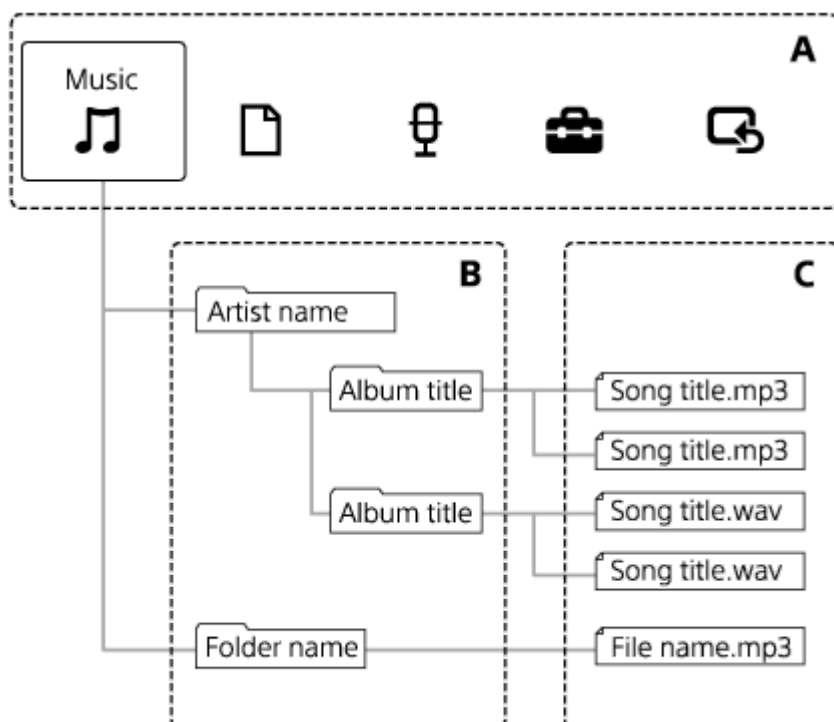 A
Music
B
C
Artist name
Album title
Song title.mp3
Song title.mp3
Album title
Song title.wav
Song title.wav
Folder name
File name.mp3